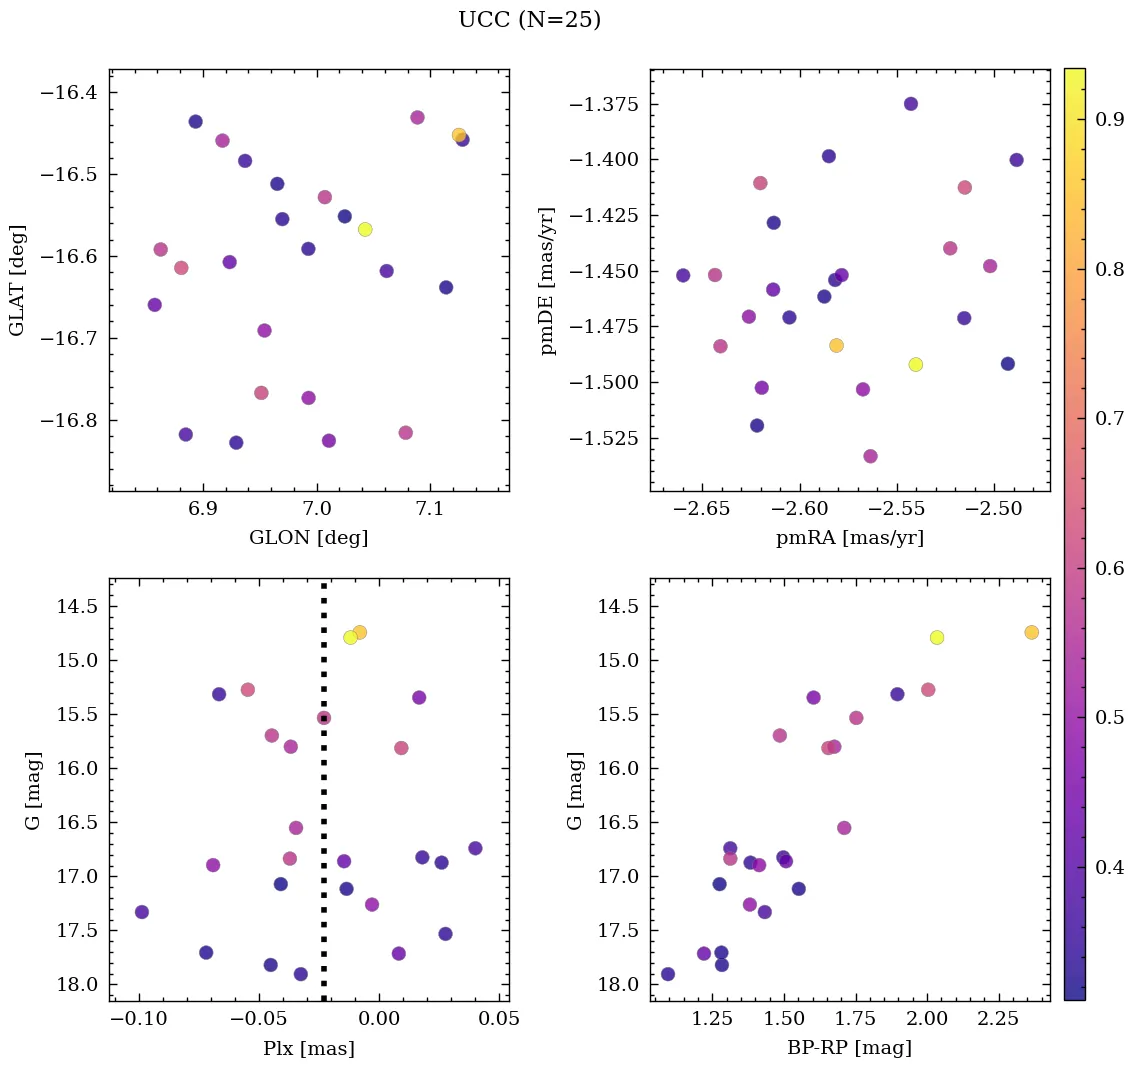 UCC (N=25)
−16.4
−16.5
−16.6
−16.7
−16.8
GLAT [deg]
6.9 7.0 7.1
GLON [deg]
−1.375
−1.400
−1.425
−1.450
−1.475
−1.500
−1.525
pmDE [mas/yr]
−2.65 −2.60 −2.55 −2.50
pmRA [mas/yr]
14.5
15.0
15.5
16.0
16.5
17.0
17.5
18.0
G [mag]
−0.10 −0.05 0.00 0.05
Plx [mas]
14.5
15.0
15.5
16.0
16.5
17.0
17.5
18.0
G [mag]
1.25 1.50 1.75 2.00 2.25
BP-RP [mag]
0.9
0.8
0.7
0.6
0.5
0.4